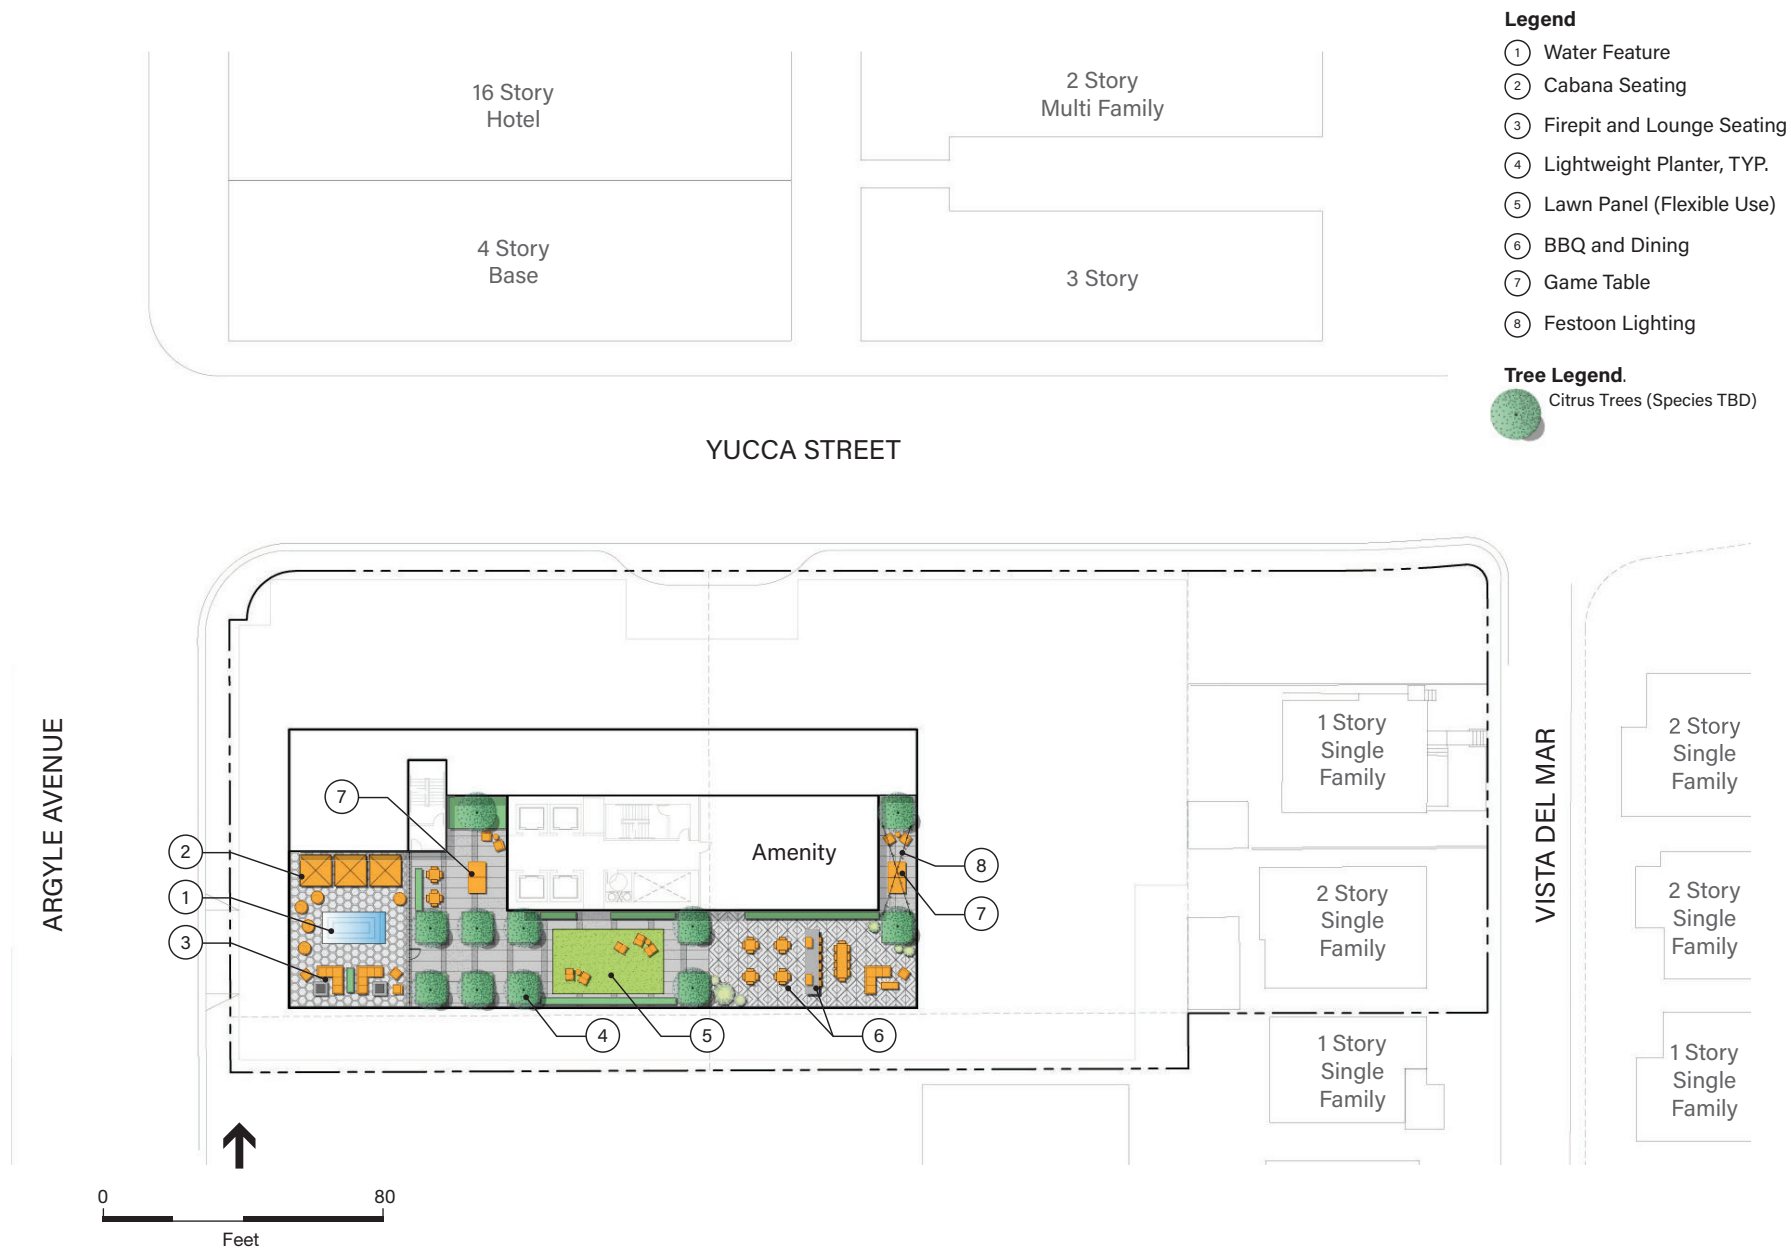 Legend
1 Water Feature
2 Cabana Seating
3 Firepit and Lounge Seating
4 Lightweight Planter, TYP.
5 Lawn Panel (Flexible Use)
6 BBQ and Dining
7 Game Table
8 Festoon Lighting
Tree Legend.
Citrus Trees (Species TBD)
16 Story
Hotel
2 Story
Multi Family
4 Story
Base
3 Story
YUCCA STREET
ARGYLE AVENUE
VISTA DEL MAR
1 Story
Single
Family
2 Story
Single
Family
2 Story
Single
Family
2 Story
Single
Family
1 Story
Single
Family
1 Story
Single
Family
Amenity
7
2
1
3
8
7
4
5
6
0
80
Feet